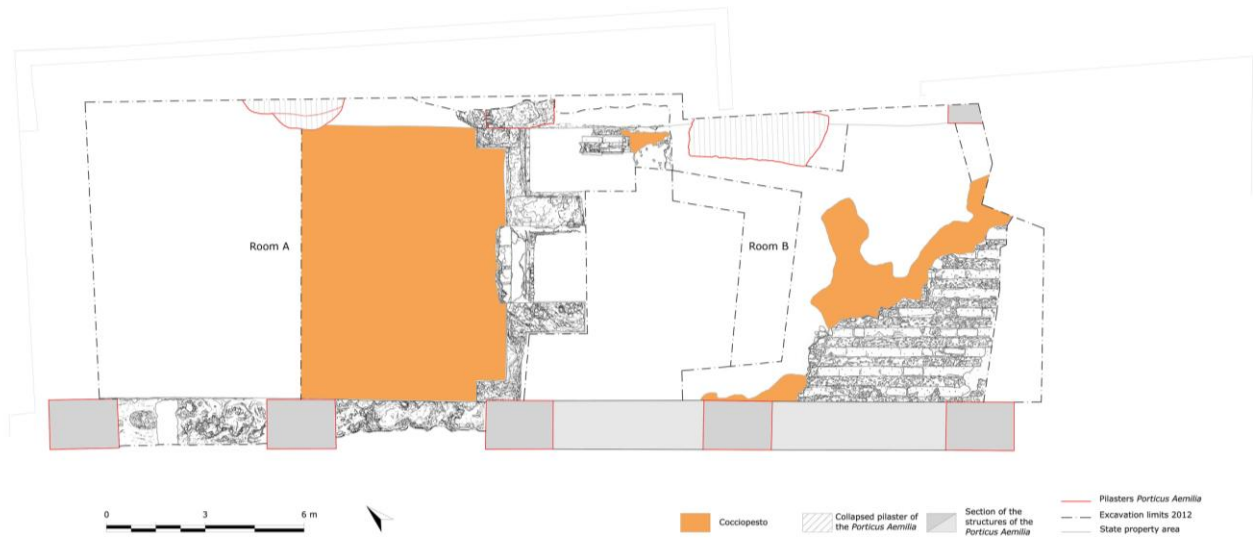 Room A
Room B
0 3 6 m
Cocciopesto
Collapsed pilaster of
the Porticus Aemilia
Section of the
structures of the
Porticus Aemilia
Pilasters Porticus Aemilia
Excavation limits 2012
State property area